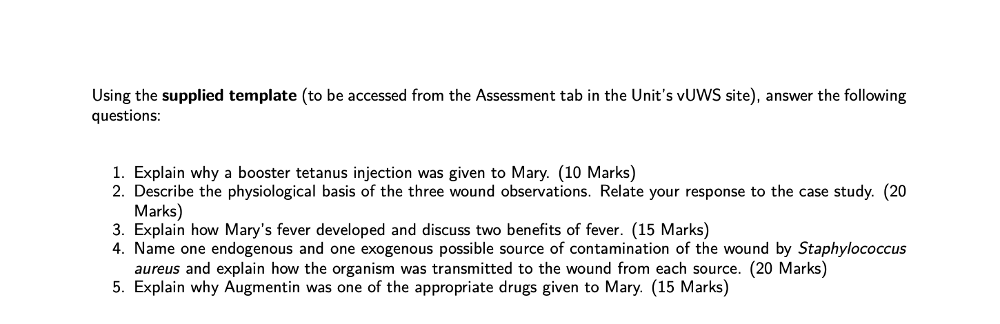 Using the supplied template (to be accessed from the Assessment tab in the Unit's vUWS site), answer the following
questions:
1. Explain why a booster tetanus injection was given to Mary. (10 Marks)
2. Describe the physiological basis of the three wound observations. Relate your response to the case study. (20
Marks)
3. Explain how Mary's fever developed and discuss two benefits of fever. (15 Marks)
4. Name one endogenous and one exogenous possible source of contamination of the wound by Staphylococcus
aureus and explain how the organism was transmitted to the wound from each source. (20 Marks)
5. Explain why Augmentin was one of the appropriate drugs given to Mary. (15 Marks)